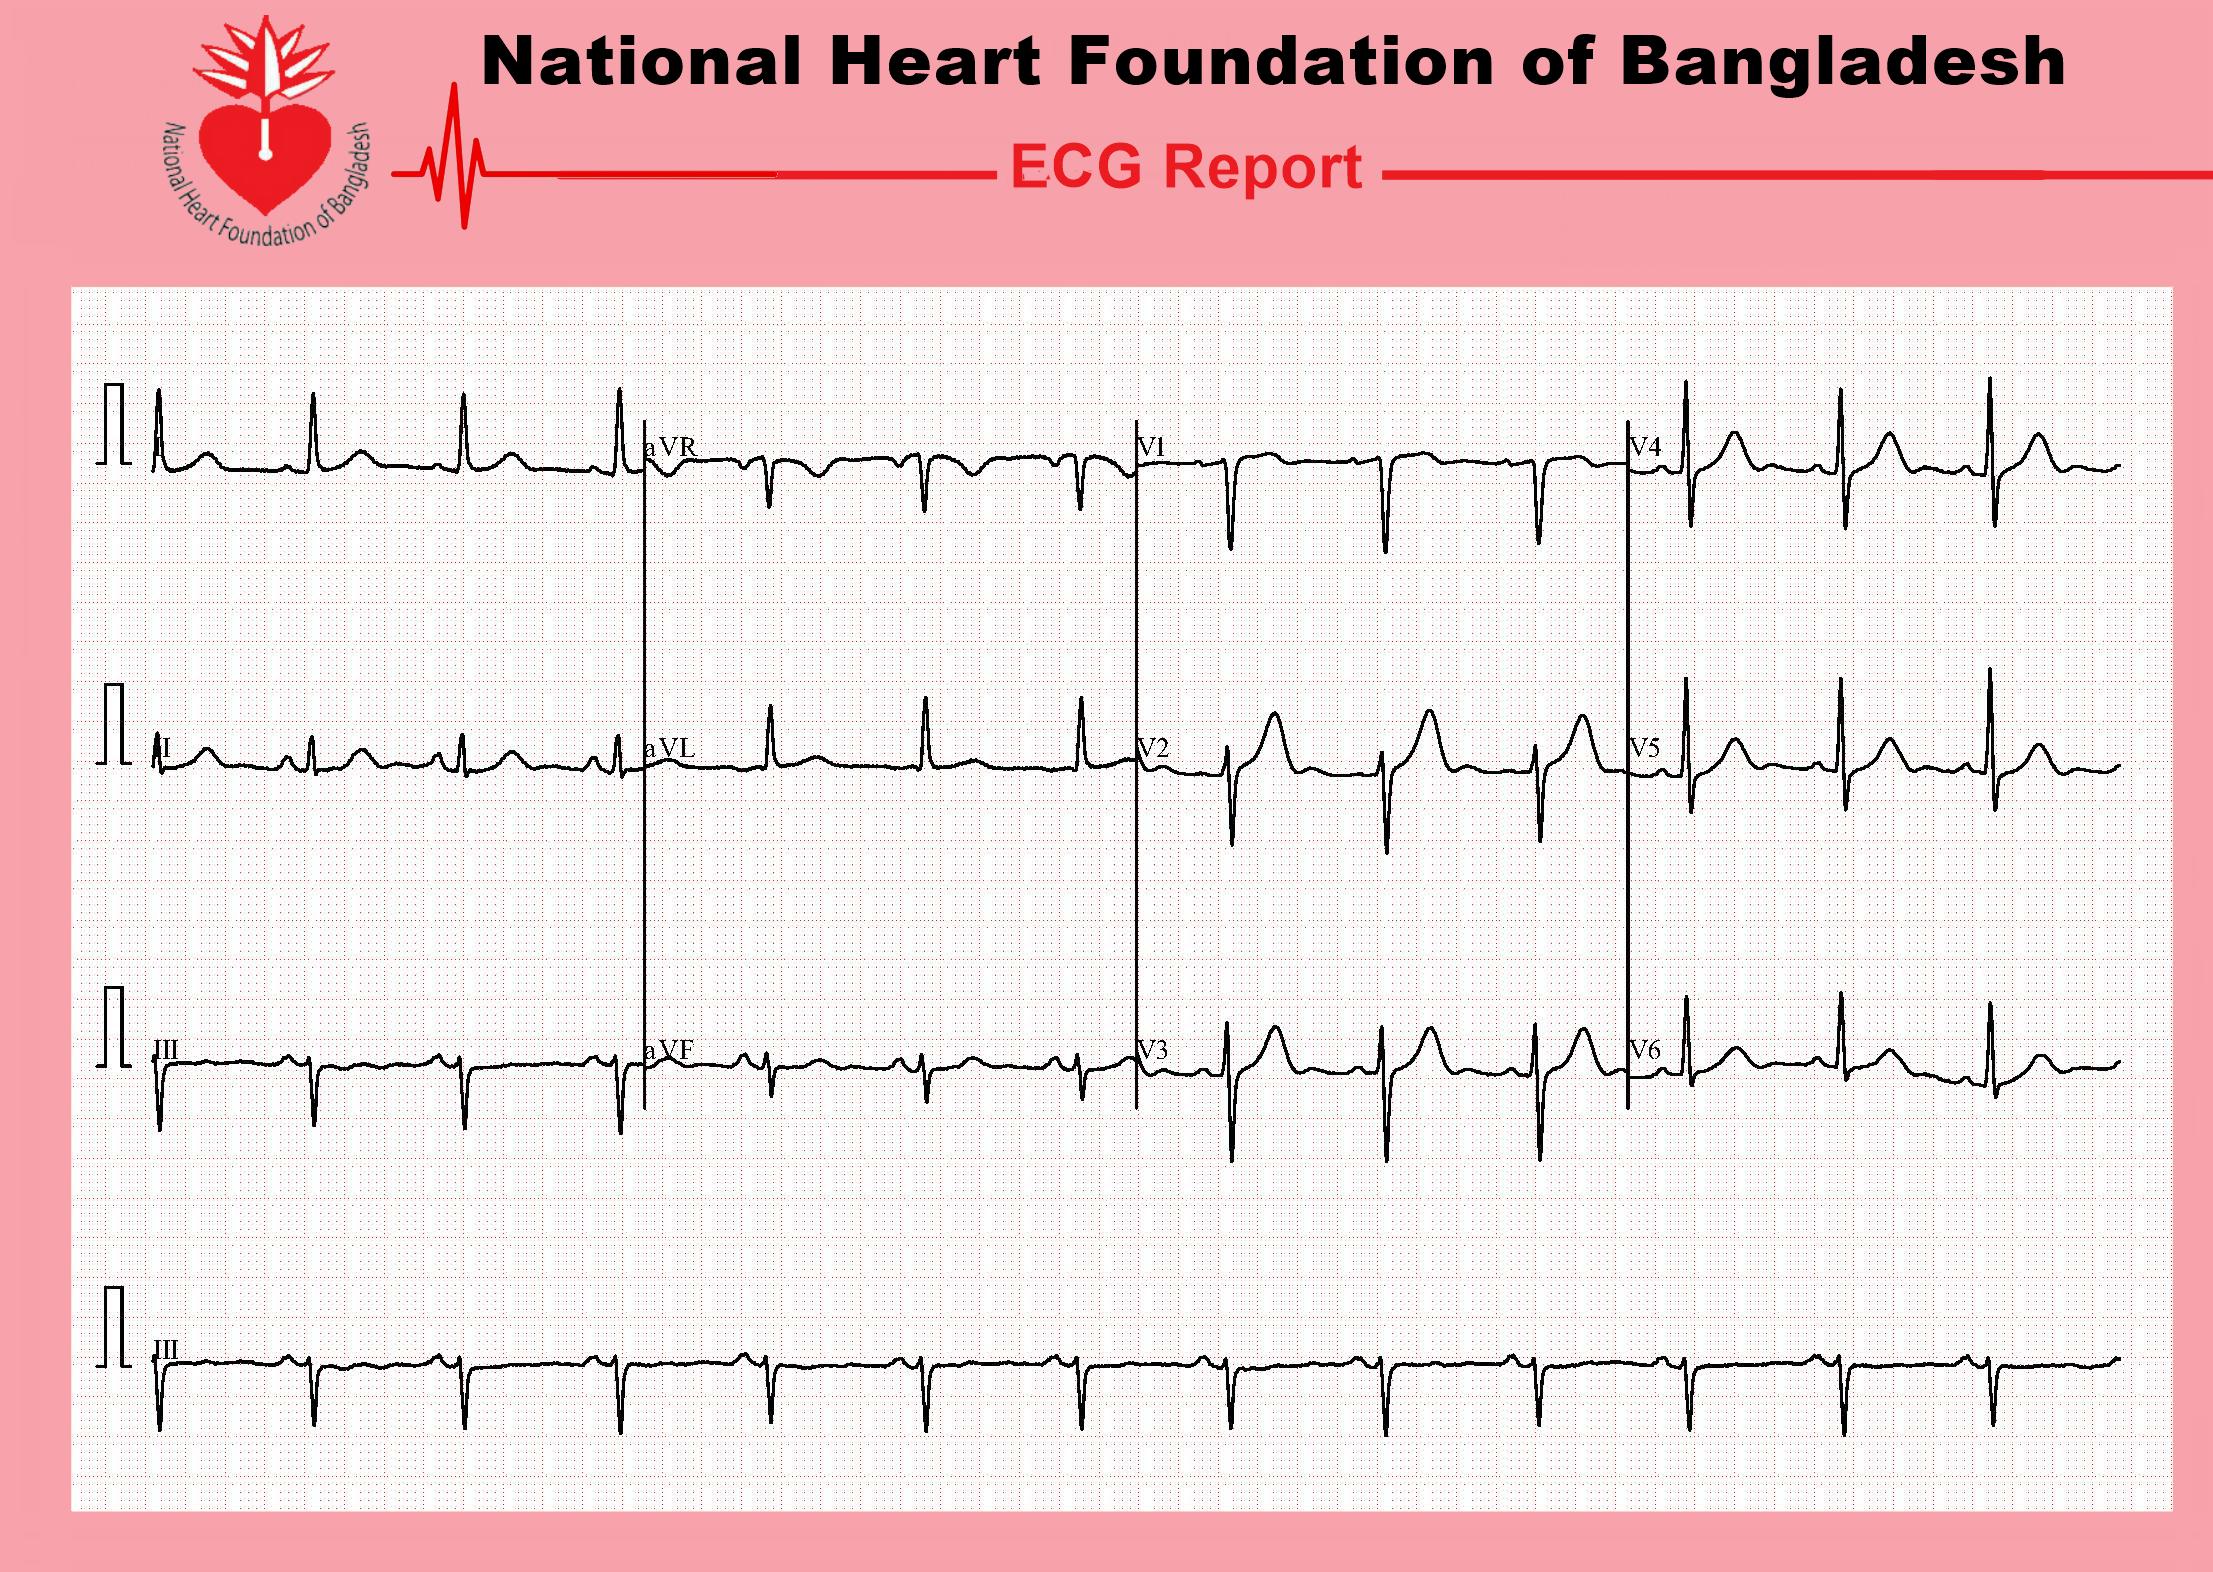 National Heart Foundation of Bangladesh
National Heart Foundation of Bangladesh
ECG Report
aVR
V1
V4
II
aVL
V2
V5
III
aVF
V3
V6
III